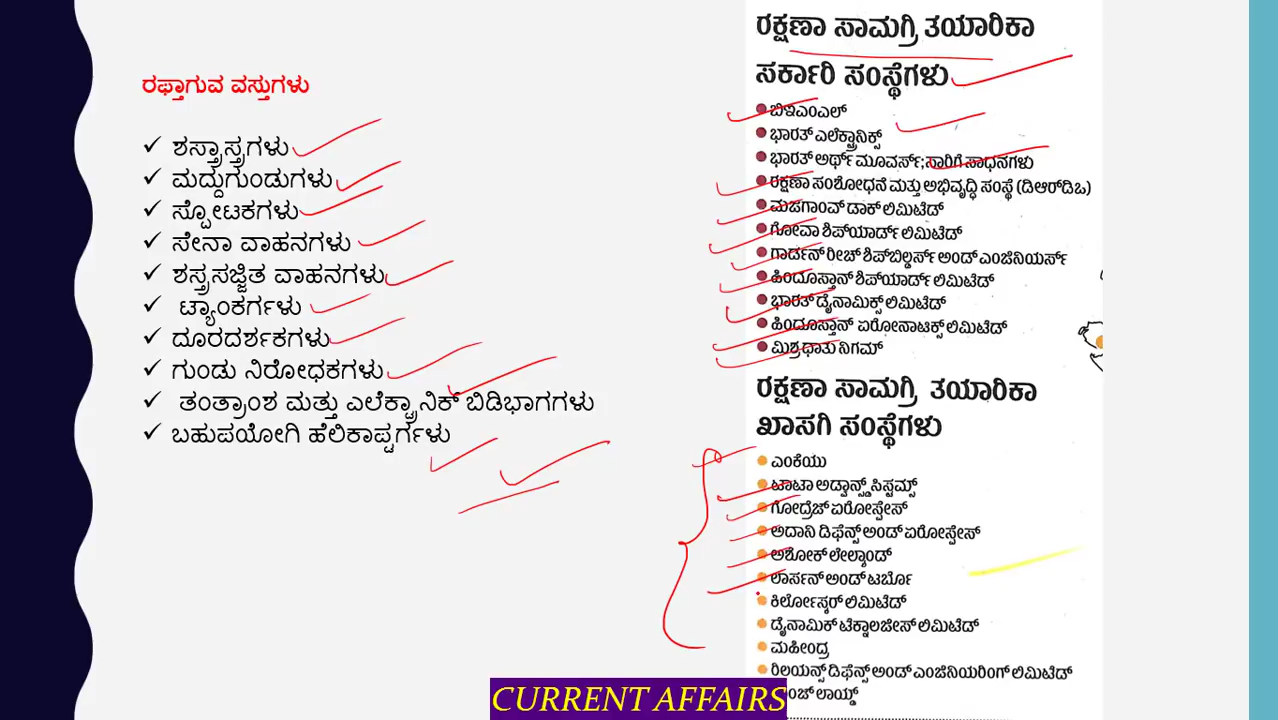 ರಫ್ತಾಗುವ ವಸ್ತುಗಳು
ಶಸ್ತ್ರಾಸ್ತ್ರಗಳು
ಮದ್ದುಗುಂಡುಗಳು
ಸ್ಪೋಟಕಗಳು
ಸೇನಾ ವಾಹನಗಳು
ಶಸ್ತ್ರಸಜ್ಜಿತ ವಾಹನಗಳು
ಟ್ಯಾಂಕರ್ಗಳು
ದೂರದರ್ಶಕಗಳು
ಗುಂಡು ನಿರೋಧಕಗಳು
ತಂತ್ರಾಂಶ ಮತ್ತು ಎಲೆಕ್ಟ್ರಾನಿಕ್ ಬಿಡಿಭಾಗಗಳು
ಬಹುಪಯೋಗಿ ಹೆಲಿಕಾಪ್ಟರ್ಗಳು
ರಕ್ಷಣಾ ಸಾಮಗ್ರಿ ತಯಾರಿಕಾ
ಸರ್ಕಾರಿ ಸಂಸ್ಥೆಗಳು
ಬಿಇಎಂಎಲ್
ಭಾರತ್ ಎಲೆಕ್ಟ್ರಾನಿಕ್ಸ್
ಭಾರತ್ ಅರ್ಥ್ ಮೂವರ್ಸ್; ಸಾರಿಗೆ ಸಾಧನಗಳು
ರಕ್ಷಣಾ ಸಂಶೋಧನೆ ಮತ್ತು ಅಭಿವೃದ್ಧಿ ಸಂಸ್ಥೆ (ಡಿಆರ್‌ಡಿಒ)
ಮಜಗಾಂವ್ ಡಾಕ್ ಲಿಮಿಟೆಡ್
ಗೋವಾ ಶಿಪ್‌ಯಾರ್ಡ್ ಲಿಮಿಟೆಡ್
ಗಾರ್ಡನ್ ರೀಚ್ ಶಿಪ್‌ಬಿಲ್ಡರ್ಸ್ ಅಂಡ್ ಎಂಜಿನಿಯರ್ಸ್
ಹಿಂದೂಸ್ತಾನ್ ಶಿಪ್‌ಯಾರ್ಡ್ ಲಿಮಿಟೆಡ್
ಭಾರತ್ ಡೈನಾಮಿಕ್ಸ್ ಲಿಮಿಟೆಡ್
ಹಿಂದೂಸ್ತಾನ್ ಏರೋನಾಟಿಕ್ಸ್ ಲಿಮಿಟೆಡ್
ಮಿಶ್ರಧಾತು ನಿಗಮ್
ರಕ್ಷಣಾ ಸಾಮಗ್ರಿ ತಯಾರಿಕಾ
ಖಾಸಗಿ ಸಂಸ್ಥೆಗಳು
ಎಂಕೆಯು
ಟಾಟಾ ಅಡ್ವಾನ್ಸ್ಡ್ ಸಿಸ್ಟಮ್ಸ್
ಗೋದ್ರೆಜ್ ಏರೋಸ್ಪೇಸ್
ಅದಾನಿ ಡಿಫೆನ್ಸ್ ಅಂಡ್ ಏರೋಸ್ಪೇಸ್
ಅಶೋಕ್ ಲೇಲ್ಯಾಂಡ್
ಲಾರ್ಸನ್ ಅಂಡ್ ಟರ್ಬೊ
ಕಿರ್ಲೋಸ್ಕರ್ ಲಿಮಿಟೆಡ್
ಡೈನಾಮಿಕ್ ಟೆಕ್ನಾಲಜೀಸ್ ಲಿಮಿಟೆಡ್
ಮಹೀಂದ್ರ
ರಿಲಯನ್ಸ್ ಡಿಫೆನ್ಸ್ ಅಂಡ್ ಎಂಜಿನಿಯರಿಂಗ್ ಲಿಮಿಟೆಡ್
ಲಾಯ್ಡ್
CURRENT AFFAIRS